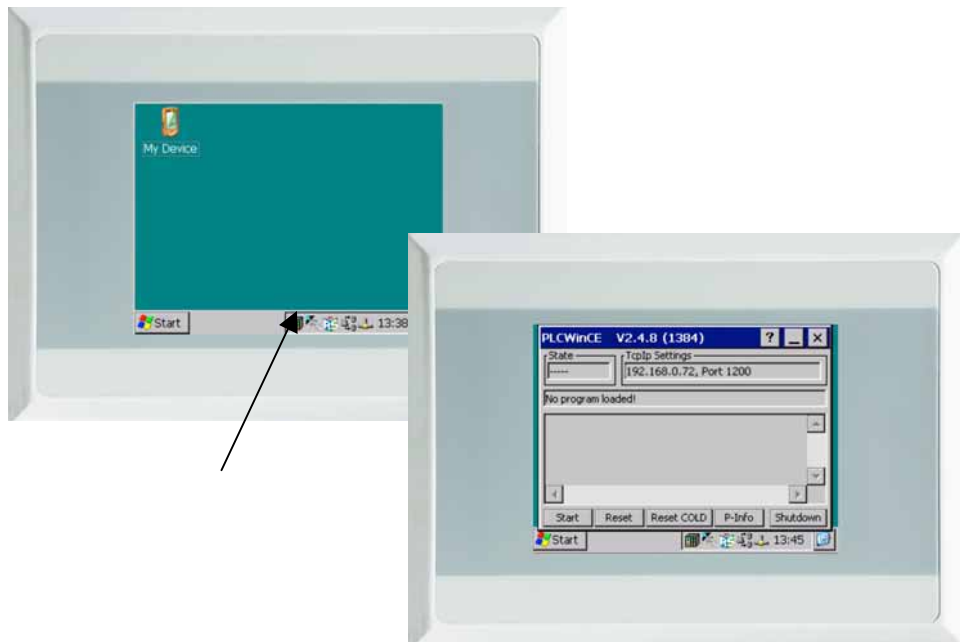 My Device
Start
13:38
PLCWinCE V2.4.8 (1384)
? _ X
State
TcpIp Settings
-----
192.168.0.72, Port 1200
No program loaded!
Start Reset Reset COLD P-Info Shutdown
Start
13:45